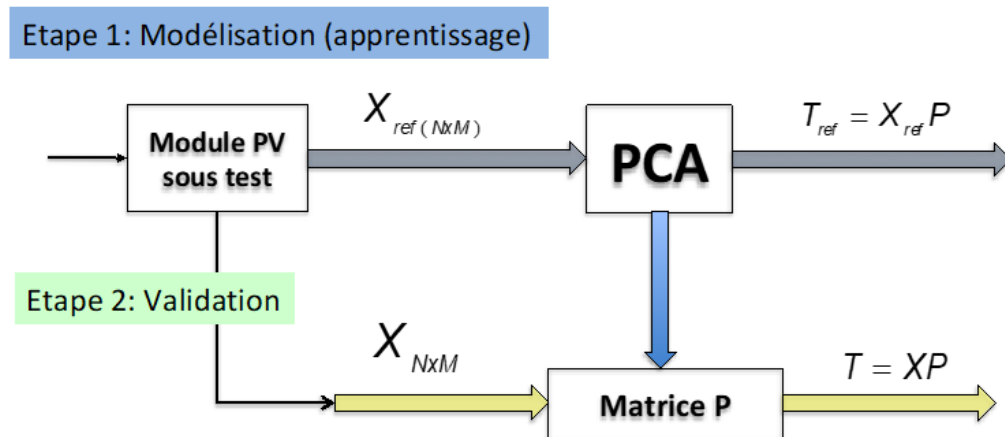 Etape 1: Modélisation (apprentissage)
Module PV
sous test
X ref (NxM)
PCA
T ref = X ref P
Etape 2: Validation
X NxM
Matrice P
T = XP